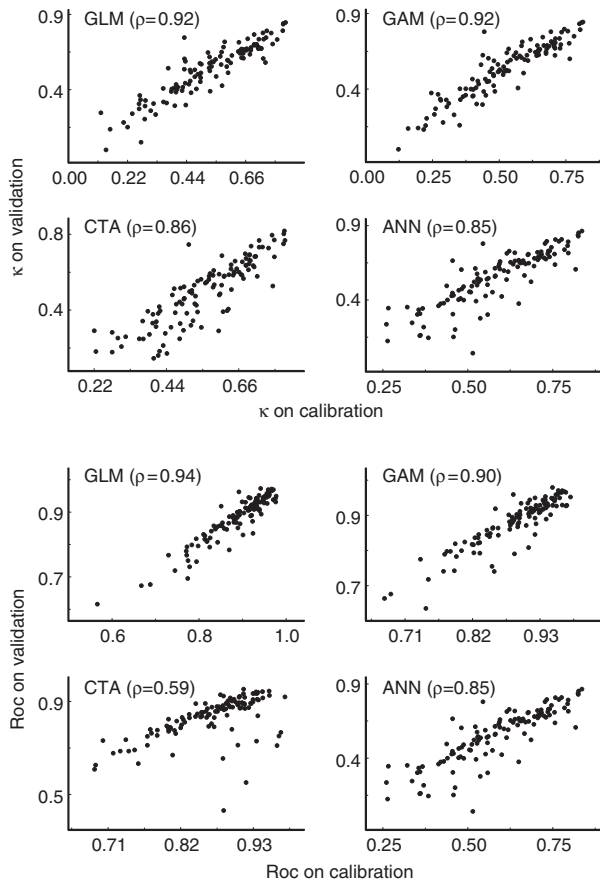 GLM (ρ=0.92)
0.9
0.4
0.00 0.22 0.44 0.66
GAM (ρ=0.92)
0.9
0.4
0.00 0.25 0.50 0.75
CTA (ρ=0.86)
0.8
0.4
0.22 0.44 0.66
ANN (ρ=0.85)
0.9
0.4
0.25 0.50 0.75
κ on validation
κ on calibration
GLM (ρ=0.94)
0.9
0.7
0.6 0.8 1.0
GAM (ρ=0.90)
0.9
0.7
0.71 0.82 0.93
CTA (ρ=0.59)
0.9
0.5
0.71 0.82 0.93
ANN (ρ=0.85)
0.9
0.4
0.25 0.50 0.75
Roc on validation
Roc on calibration